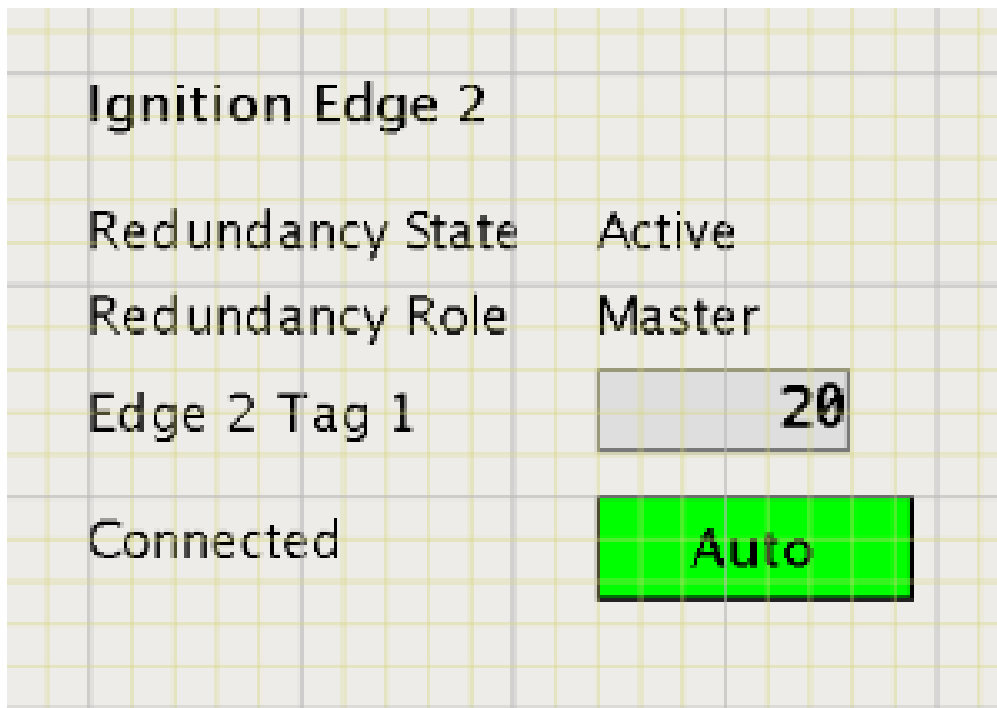 Ignition Edge 2
Redundancy State Active
Redundancy Role Master
Edge 2 Tag 1 20
Connected Auto